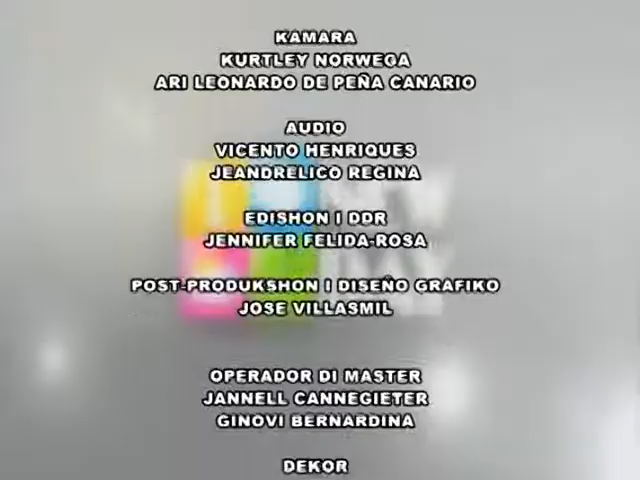 KAMARA
KURTLEY NORWEGA
ARI LEONARDO DE PEÑA CANARIO
AUDIO
VICENTO HENRIQUES
JEANDRELICO REGINA
EDISHON I DDR
JENNIFER FELIDA-ROSA
POST-PRODUKSHON I DISEÑO GRAFIKO
JOSE VILLASMIL
OPERADOR DI MASTER
JANNELL CANNEGIETER
GINOVI BERNARDINA
DEKOR